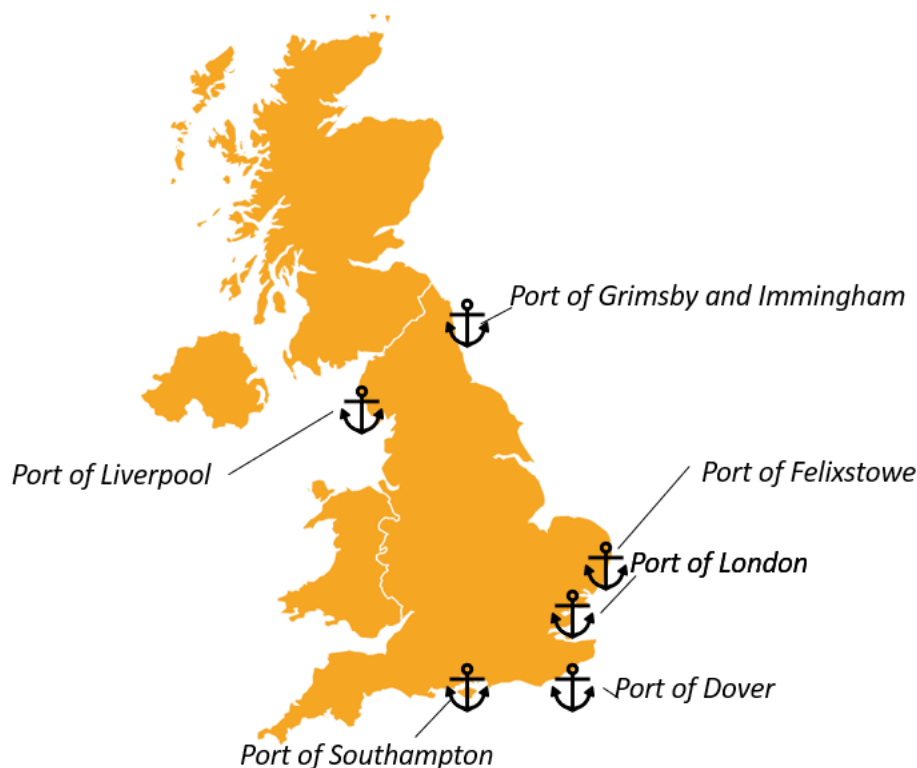 Port of Grimsby and Immingham
Port of Liverpool
Port of Felixstowe
Port of London
Port of Dover
Port of Southampton